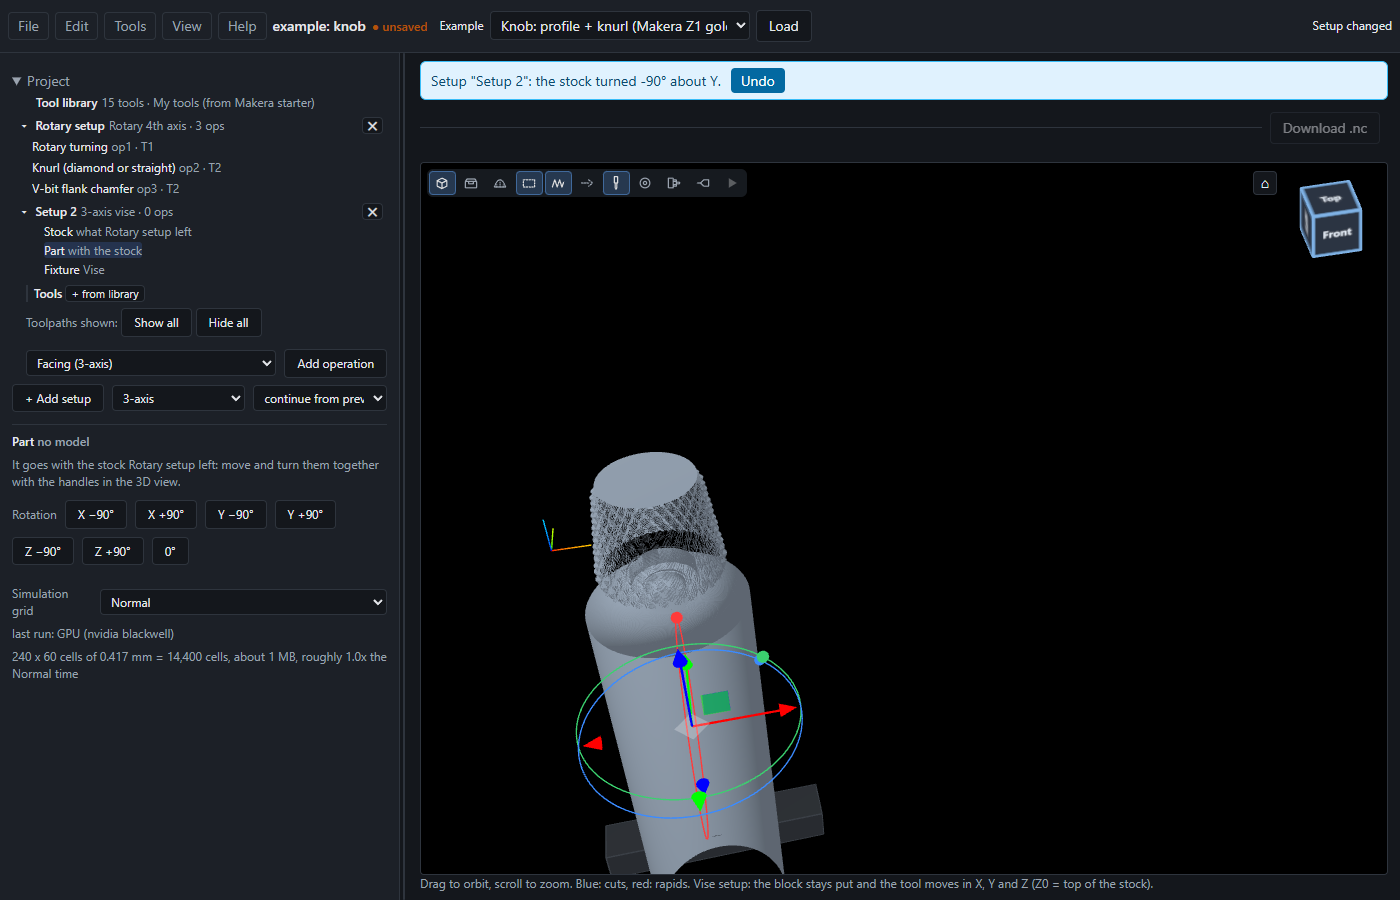 File Edit Tools View Help example: knob • unsaved Example Knob: profile + knurl (Makera Z1 gol Load Setup changed
Project
Tool library 15 tools · My tools (from Makera starter)
Rotary setup Rotary 4th axis · 3 ops
Rotary turning op1 · T1
Knurl (diamond or straight) op2 · T2
V-bit flank chamfer op3 · T2
Setup 2 3-axis vise · 0 ops
Stock what Rotary setup left
Part with the stock
Fixture Vise
Tools + from library
Toolpaths shown: Show all Hide all
Facing (3-axis) Add operation
+ Add setup 3-axis continue from prev
Part no model
It goes with the stock Rotary setup left: move and turn them together
with the handles in the 3D view.
Rotation X −90° X +90° Y −90° Y +90°
Z −90° Z +90° 0°
Simulation
grid
Normal
last run: GPU (nvidia blackwell)
240 x 60 cells of 0.417 mm = 14,400 cells, about 1 MB, roughly 1.0x the
Normal time
Setup "Setup 2": the stock turned -90° about Y. Undo
Download .nc
Top
Front
Drag to orbit, scroll to zoom. Blue: cuts, red: rapids. Vise setup: the block stays put and the tool moves in X, Y and Z (Z0 = top of the stock).